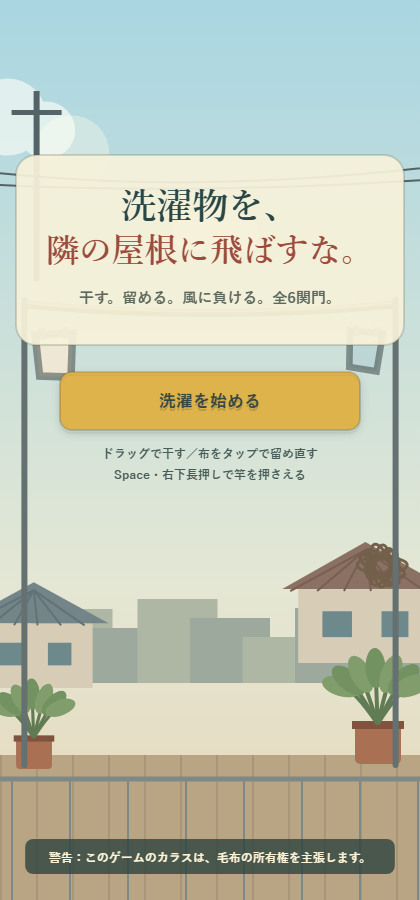 洗濯物を、
隣の屋根に飛ばすな。
干す。留める。風に負ける。全6関門。
洗濯を始める
ドラッグで干す／布をタップで留め直す
Space・右下長押しで竿を押さえる
警告：このゲームのカラスは、毛布の所有権を主張します。